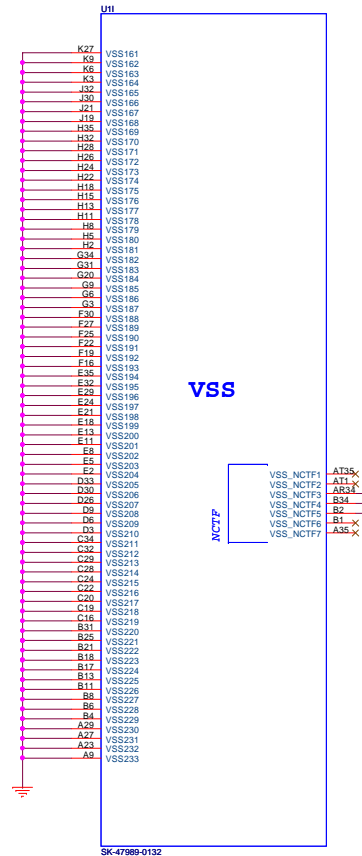 U1I
K27 VSS161
K9 VSS162
K6 VSS163
K3 VSS164
J32 VSS165
J30 VSS166
J21 VSS167
J19 VSS168
H35 VSS169
H32 VSS170
H28 VSS171
H26 VSS172
H24 VSS173
H22 VSS174
H18 VSS175
H15 VSS176
H13 VSS177
H11 VSS178
H8 VSS179
H5 VSS180
H2 VSS181
G34 VSS182
G31 VSS183
G20 VSS184
G9 VSS185
G6 VSS186
G3 VSS187
F30 VSS188
F27 VSS189
F25 VSS190
F22 VSS191
F19 VSS192
F16 VSS193
E35 VSS194
E32 VSS195
E29 VSS196
E24 VSS197
E21 VSS198
E18 VSS199
E13 VSS200
E11 VSS201
E8 VSS202
E5 VSS203
E2 VSS204
D33 VSS205
D30 VSS206
D26 VSS207
D9 VSS208
D6 VSS209
D3 VSS210
C34 VSS211
C32 VSS212
C29 VSS213
C28 VSS214
C24 VSS215
C22 VSS216
C20 VSS217
C19 VSS218
C16 VSS219
B31 VSS220
B25 VSS221
B21 VSS222
B18 VSS223
B17 VSS224
B13 VSS225
B11 VSS226
B8 VSS227
B6 VSS228
B4 VSS229
A29 VSS230
A27 VSS231
A23 VSS232
A9 VSS233
VSS
NCTF
VSS_NCTF1 AT35
VSS_NCTF2 AT1
VSS_NCTF3 AR34
VSS_NCTF4 B34
VSS_NCTF5 B2
VSS_NCTF6 B1
VSS_NCTF7 A35
SK-47989-0132